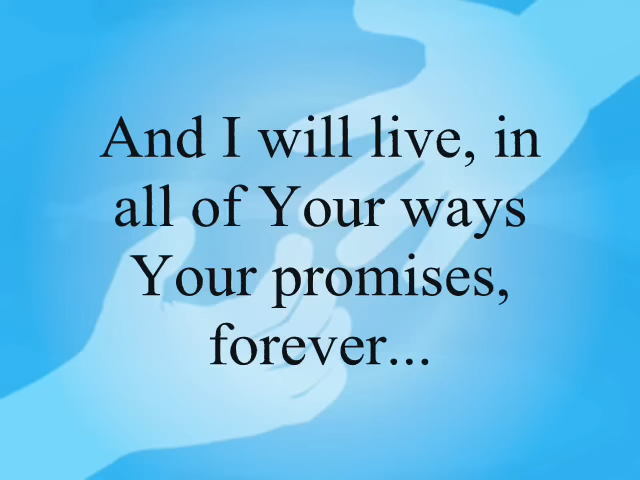 And I will live, in
all of Your ways
Your promises,
forever...